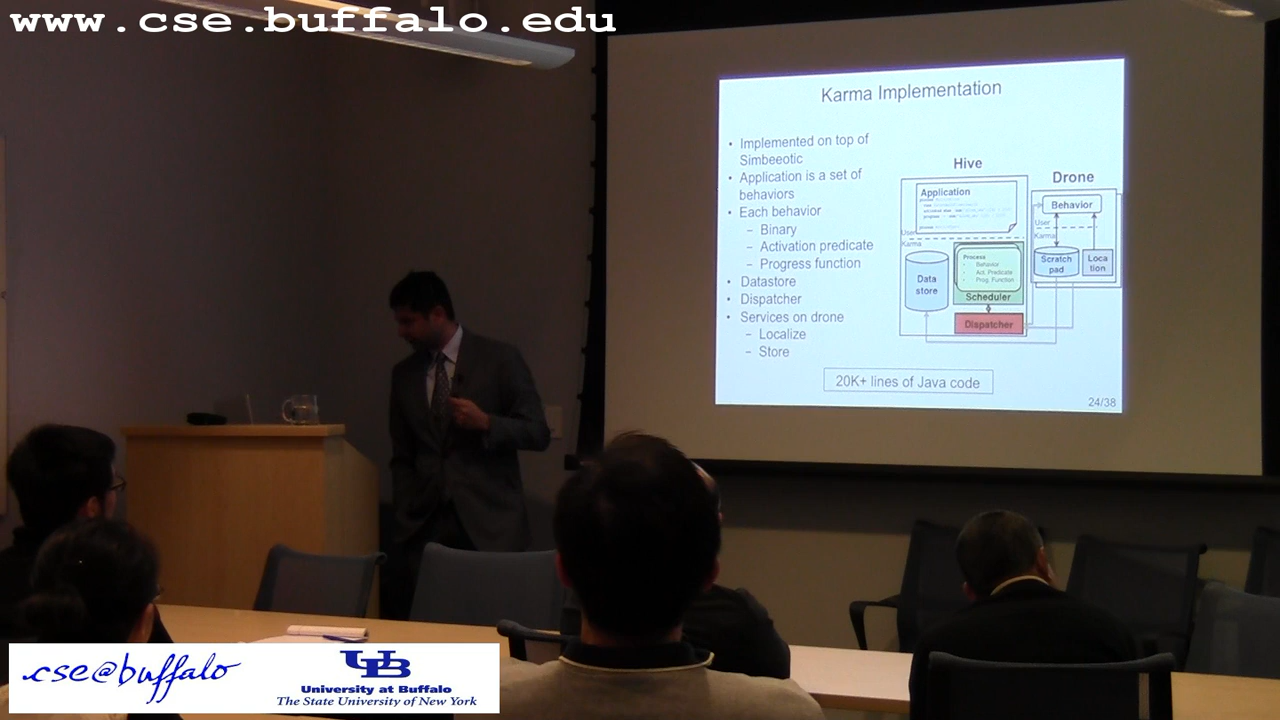 www.cse.buffalo.edu
Karma Implementation
• Implemented on top of
Simbeeotic
• Application is a set of
behaviors
• Each behavior
– Binary
– Activation predicate
– Progress function
• Datastore
• Dispatcher
• Services on drone
– Localize
– Store
Hive
Application
User
Karma
Data
store
Process
• Behavior
• Act. Predicate
• Prog. Function
Scheduler
Dispatcher
Drone
Behavior
User
Karma
Scratch
pad
Loca
tion
20K+ lines of Java code
24/38
cse@buffalo
UB
University at Buffalo
The State University of New York